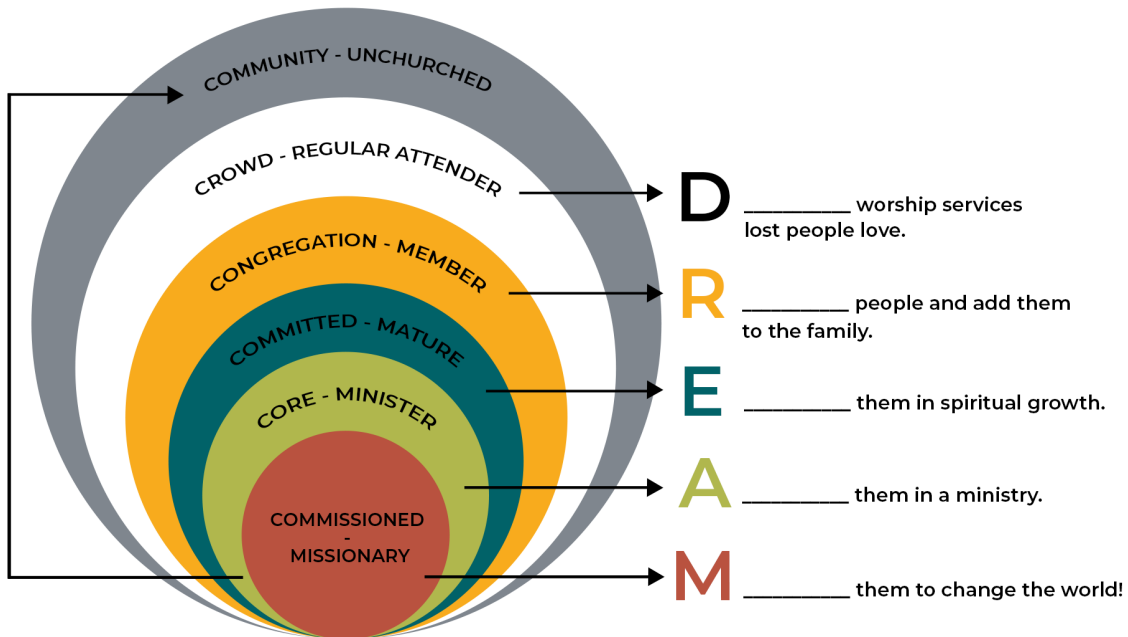 COMMUNITY - UNCHURCHED
CROWD - REGULAR ATTENDER
CONGREGATION - MEMBER
COMMITTED - MATURE
CORE - MINISTER
COMMISSIONED
-
MISSIONARY
D
__________ worship services
lost people love.
R
__________ people and add them
to the family.
E
__________ them in spiritual growth.
A
__________ them in a ministry.
M
__________ them to change the world!